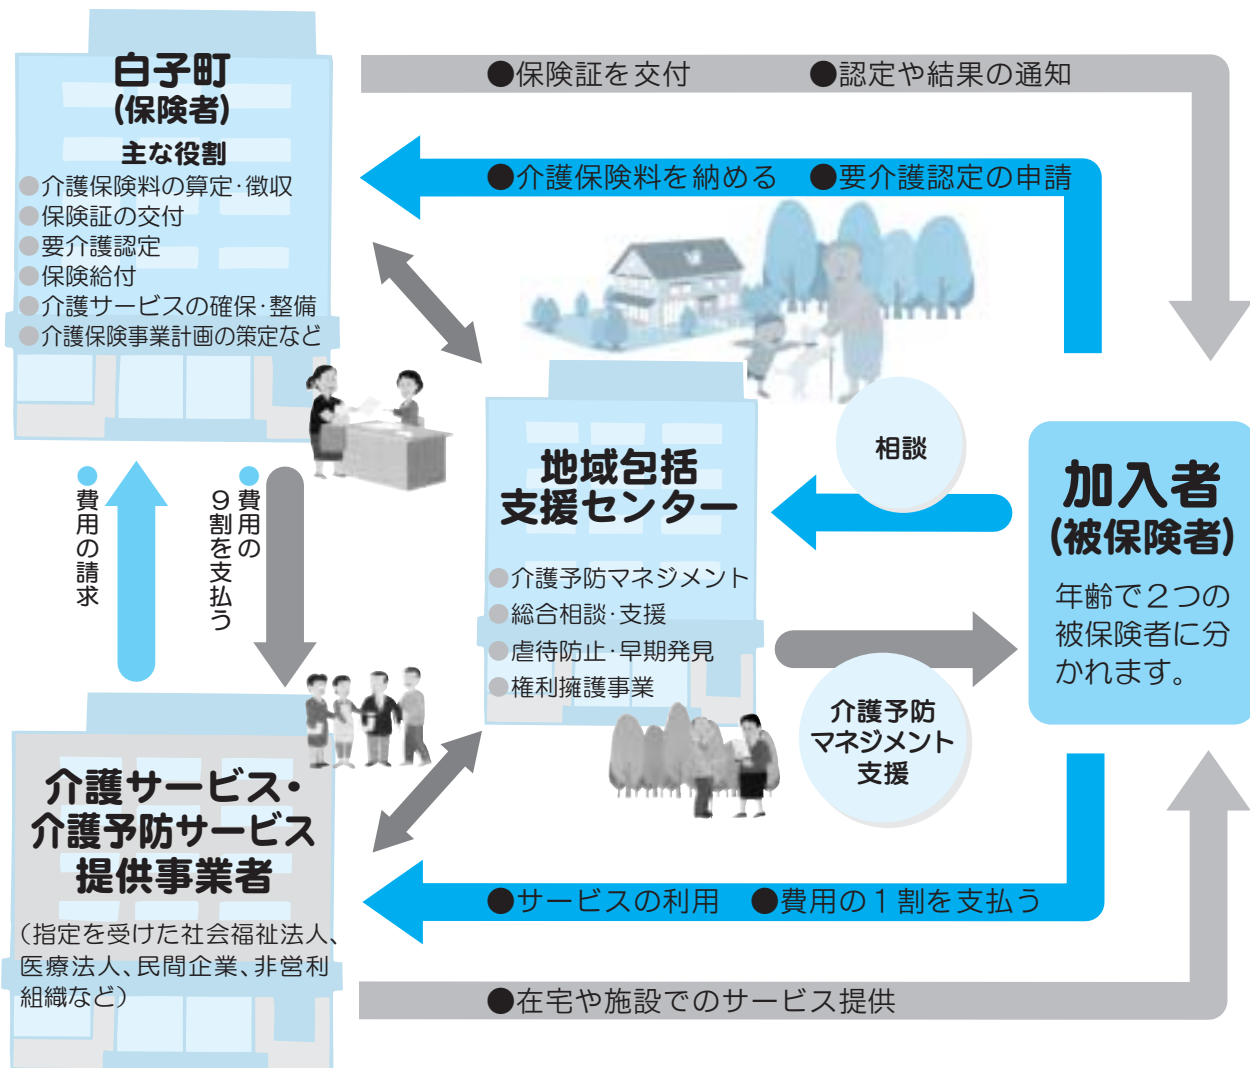 白子町
(保険者)
主な役割
●介護保険料の算定・徴収
●保険証の交付
●要介護認定
●保険給付
●介護サービスの確保・整備
●介護保険事業計画の策定など
●保険証を交付 ●認定や結果の通知
●介護保険料を納める ●要介護認定の申請
●費用の請求
●費用の
9割を支払う
地域包括
支援センター
●介護予防マネジメント
●総合相談・支援
●虐待防止・早期発見
●権利擁護事業
相談
介護予防
マネジメント
支援
加入者
(被保険者)
年齢で2つの
被保険者に分
かれます。
介護サービス・
介護予防サービス
提供事業者
(指定を受けた社会福祉法人、
医療法人、民間企業、非営利
組織など)
●サービスの利用 ●費用の1割を支払う
●在宅や施設でのサービス提供